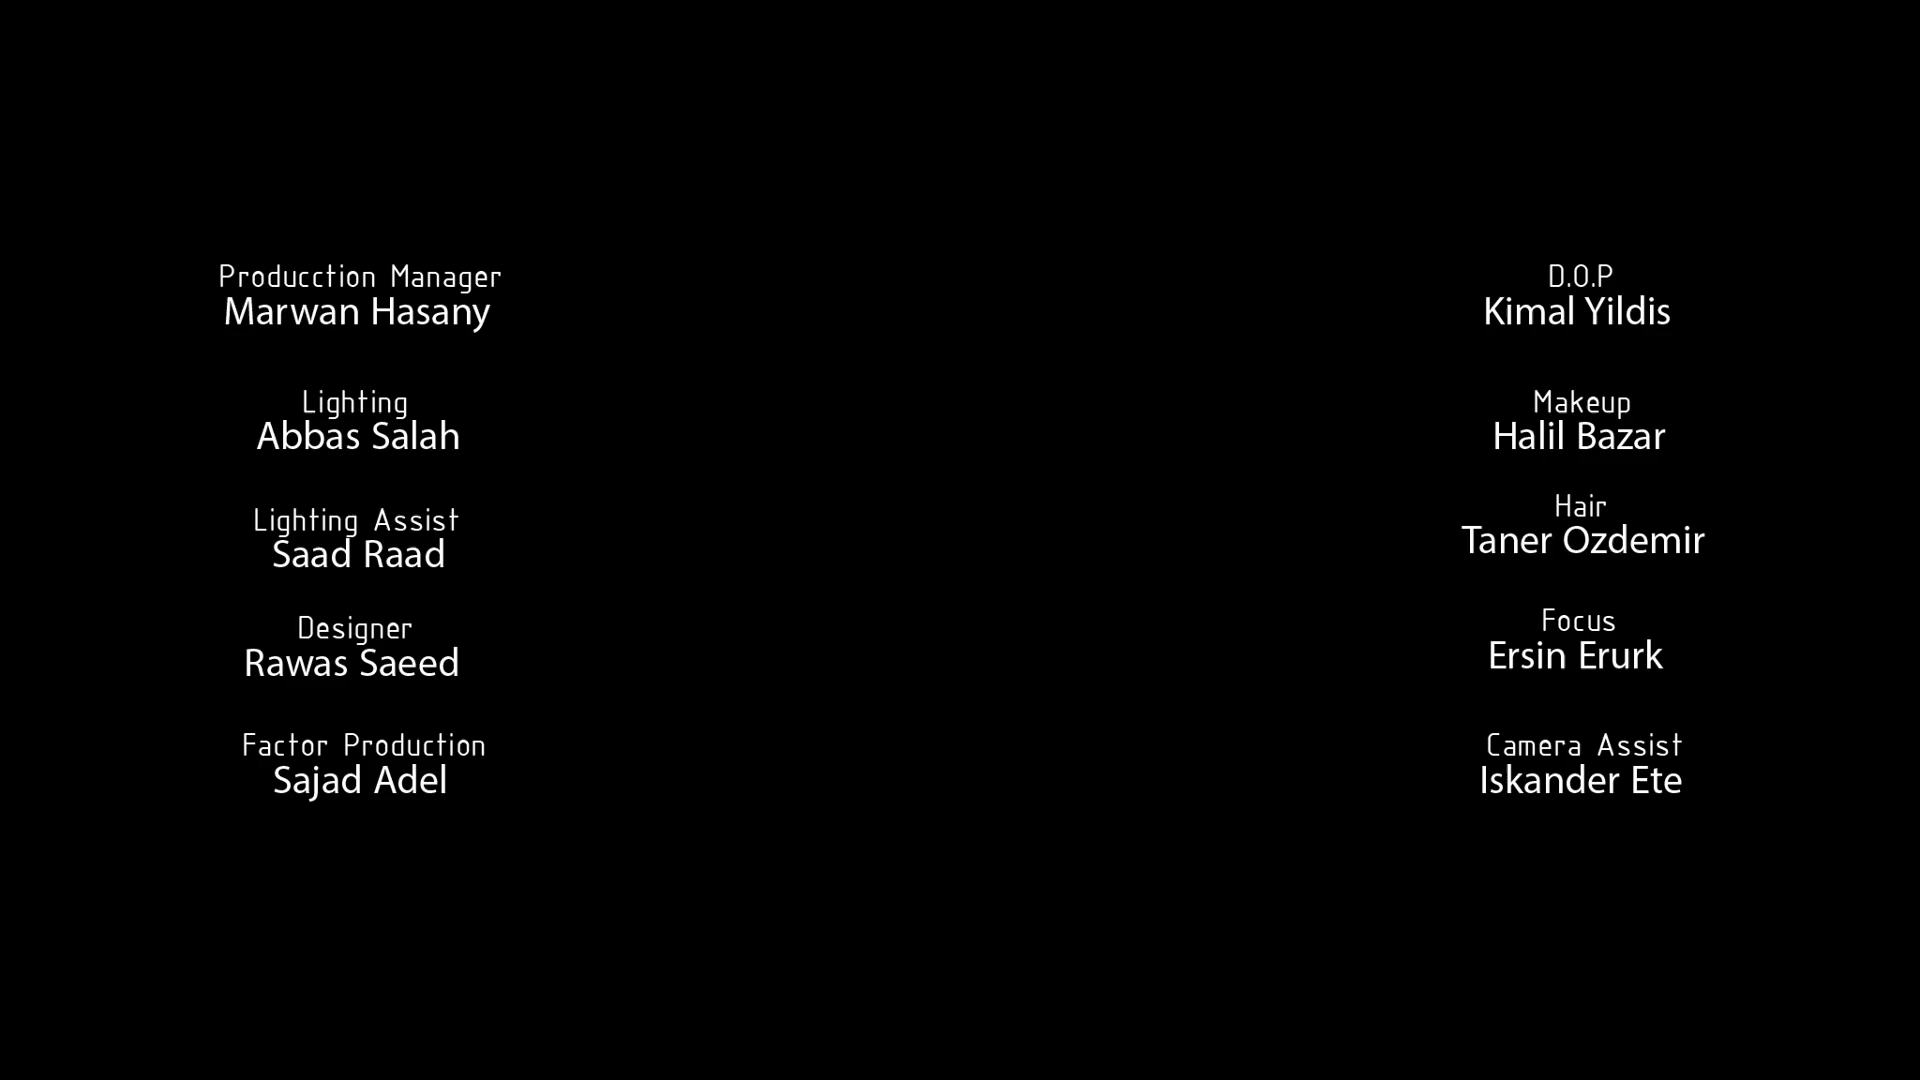 Producction Manager
Marwan Hasany
Lighting
Abbas Salah
Lighting Assist
Saad Raad
Designer
Rawas Saeed
Factor Production
Sajad Adel
D.O.P
Kimal Yildis
Makeup
Halil Bazar
Hair
Taner Ozdemir
Focus
Ersin Erurk
Camera Assist
Iskander Ete